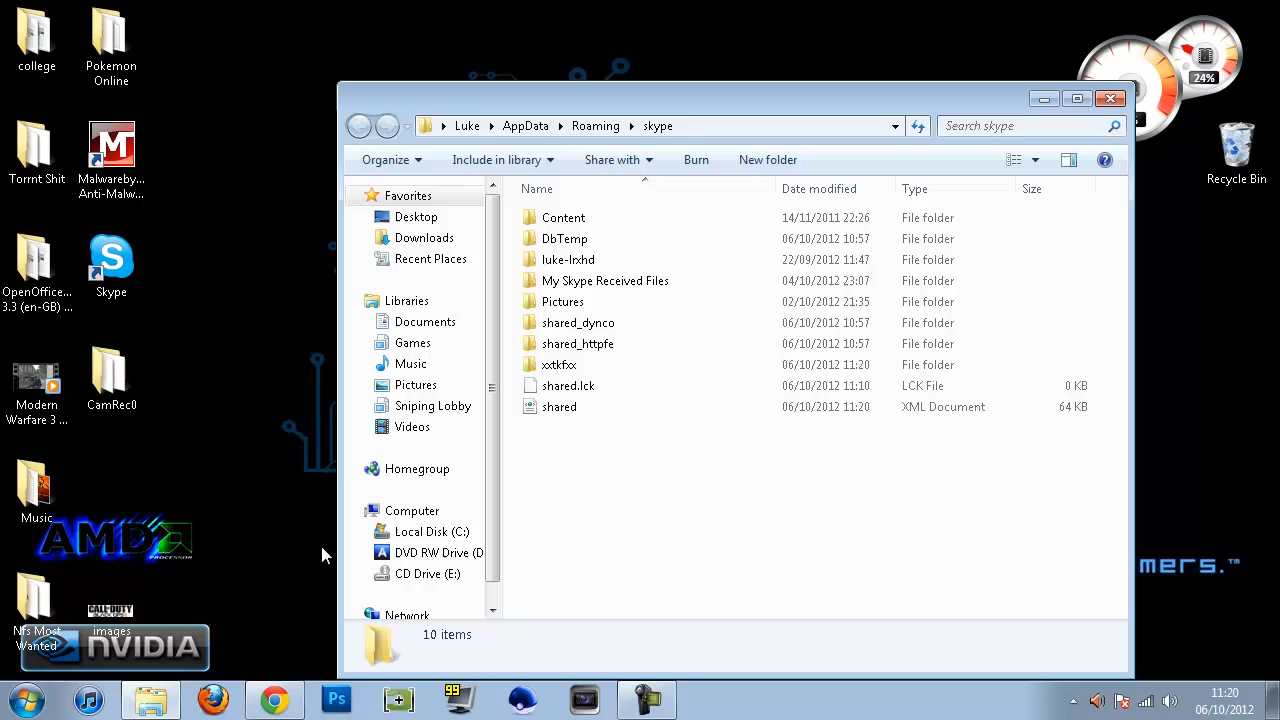 college
Pokemon
Online
Torrnt Shit
Malwareby...
Anti-Malw...
OpenOffice...
3.3 (en-GB) ...
Skype
Modern
Warfare 3 ...
CamRec0
Music
AMD
PROCESSOR
Nfs Most
Wanted
CALL OF DUTY
images
NVIDIA
Luke
AppData
Roaming
skype
Search skype
Organize
Include in library
Share with
Burn
New folder
Name
Date modified
Type
Size
Favorites
Desktop
Downloads
Recent Places
Libraries
Documents
Games
Music
Pictures
Sniping Lobby
Videos
Homegroup
Computer
Local Disk (C:)
DVD RW Drive (D
CD Drive (E:)
Network
Content 14/11/2011 22:26 File folder
DbTemp 06/10/2012 10:57 File folder
luke-lrxhd 22/09/2012 11:47 File folder
My Skype Received Files 04/10/2012 23:07 File folder
Pictures 02/10/2012 21:35 File folder
shared_dynco 06/10/2012 10:57 File folder
shared_httpfe 06/10/2012 10:57 File folder
xxtkfxx 06/10/2012 11:20 File folder
shared.lck 06/10/2012 11:10 LCK File 0 KB
shared 06/10/2012 11:20 XML Document 64 KB
10 items
24%
Recycle Bin
mers.™
Ps
99
11:20
06/10/2012